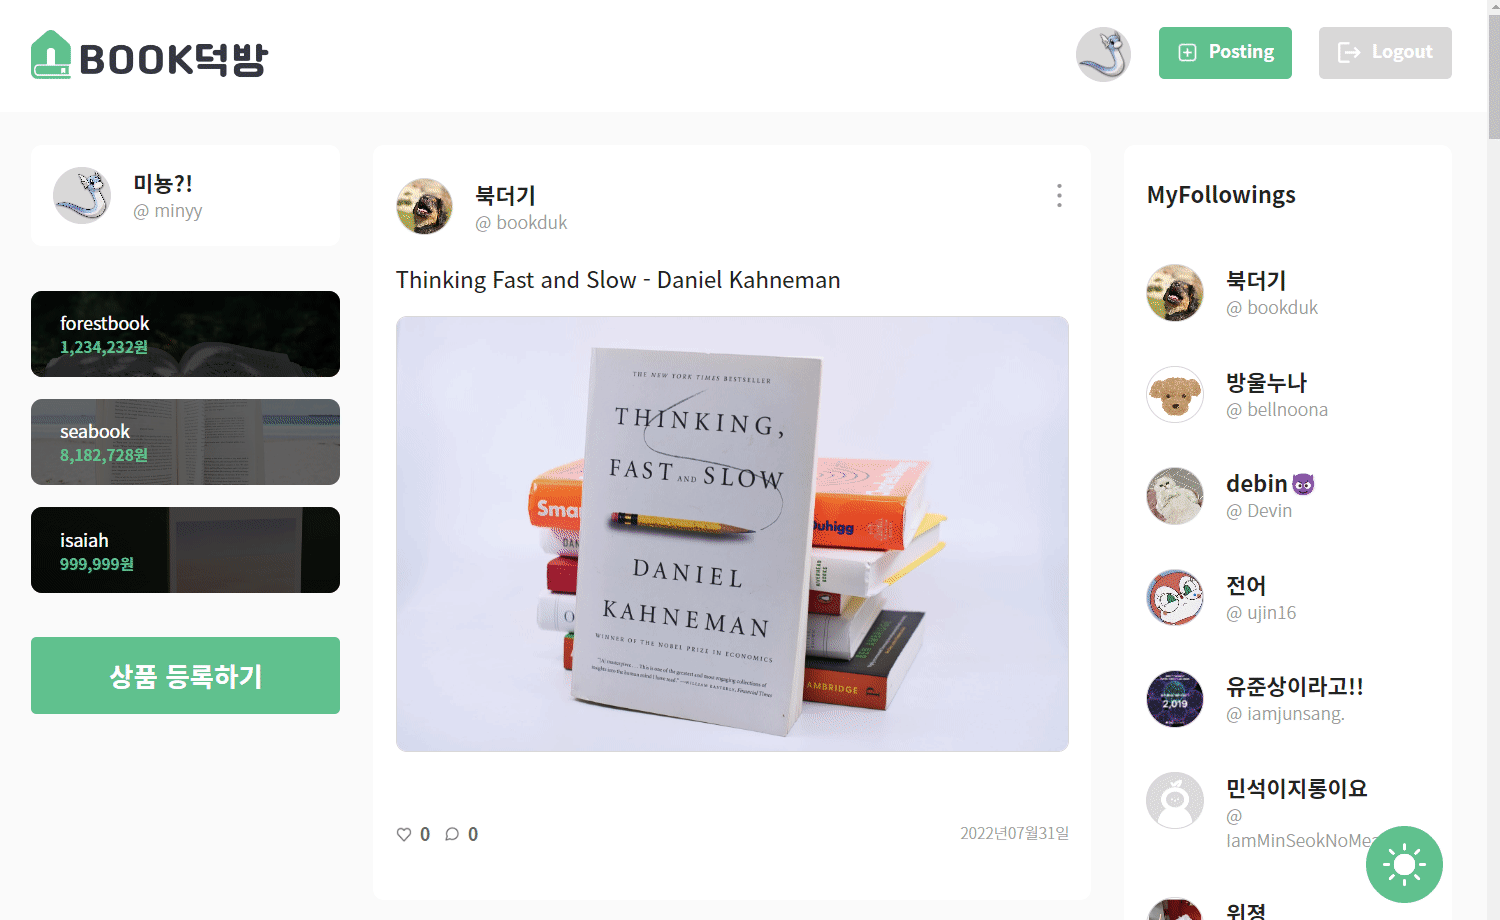 BOOK덕방
Posting
Logout
미뇽?!
@ minyy
forestbook
1,234,232원
seabook
8,182,728원
isaiah
999,999원
상품 등록하기
북더기
@ bookduk
Thinking Fast and Slow - Daniel Kahneman
THE NEW YORK TIMES BESTSELLER
THINKING,
FAST AND SLOW
DANIEL
KAHNEMAN
WINNER OF THE NOBEL PRIZE IN ECONOMICS
Duhigg
0 0
2022년07월31일
MyFollowings
북더기
@ bookduk
방울누나
@ bellnoona
debin😈
@ Devin
전어
@ ujin16
유준상이라고!!
@ iamjunsang.
2,019
민석이지롱이요
@
IamMinSeokNoMea
위졍